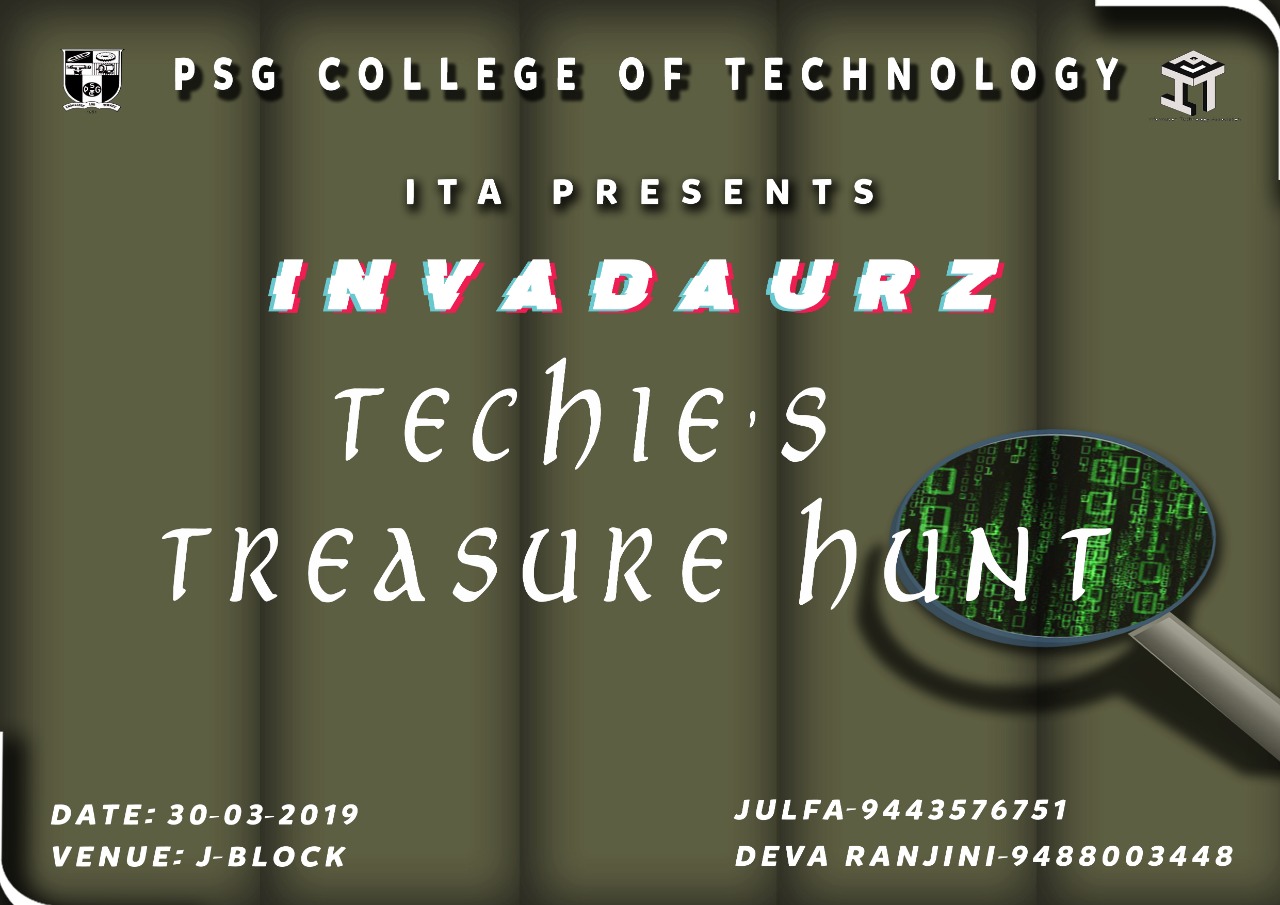 PSG COLLEGE OF TECHNOLOGY
ITA PRESENTS
INVADAURZ
TECHIE'S
TREASURE HUNT
DATE: 30-03-2019
VENUE: J-BLOCK
JULFA-9443576751
DEVA RANJINI-9488003448